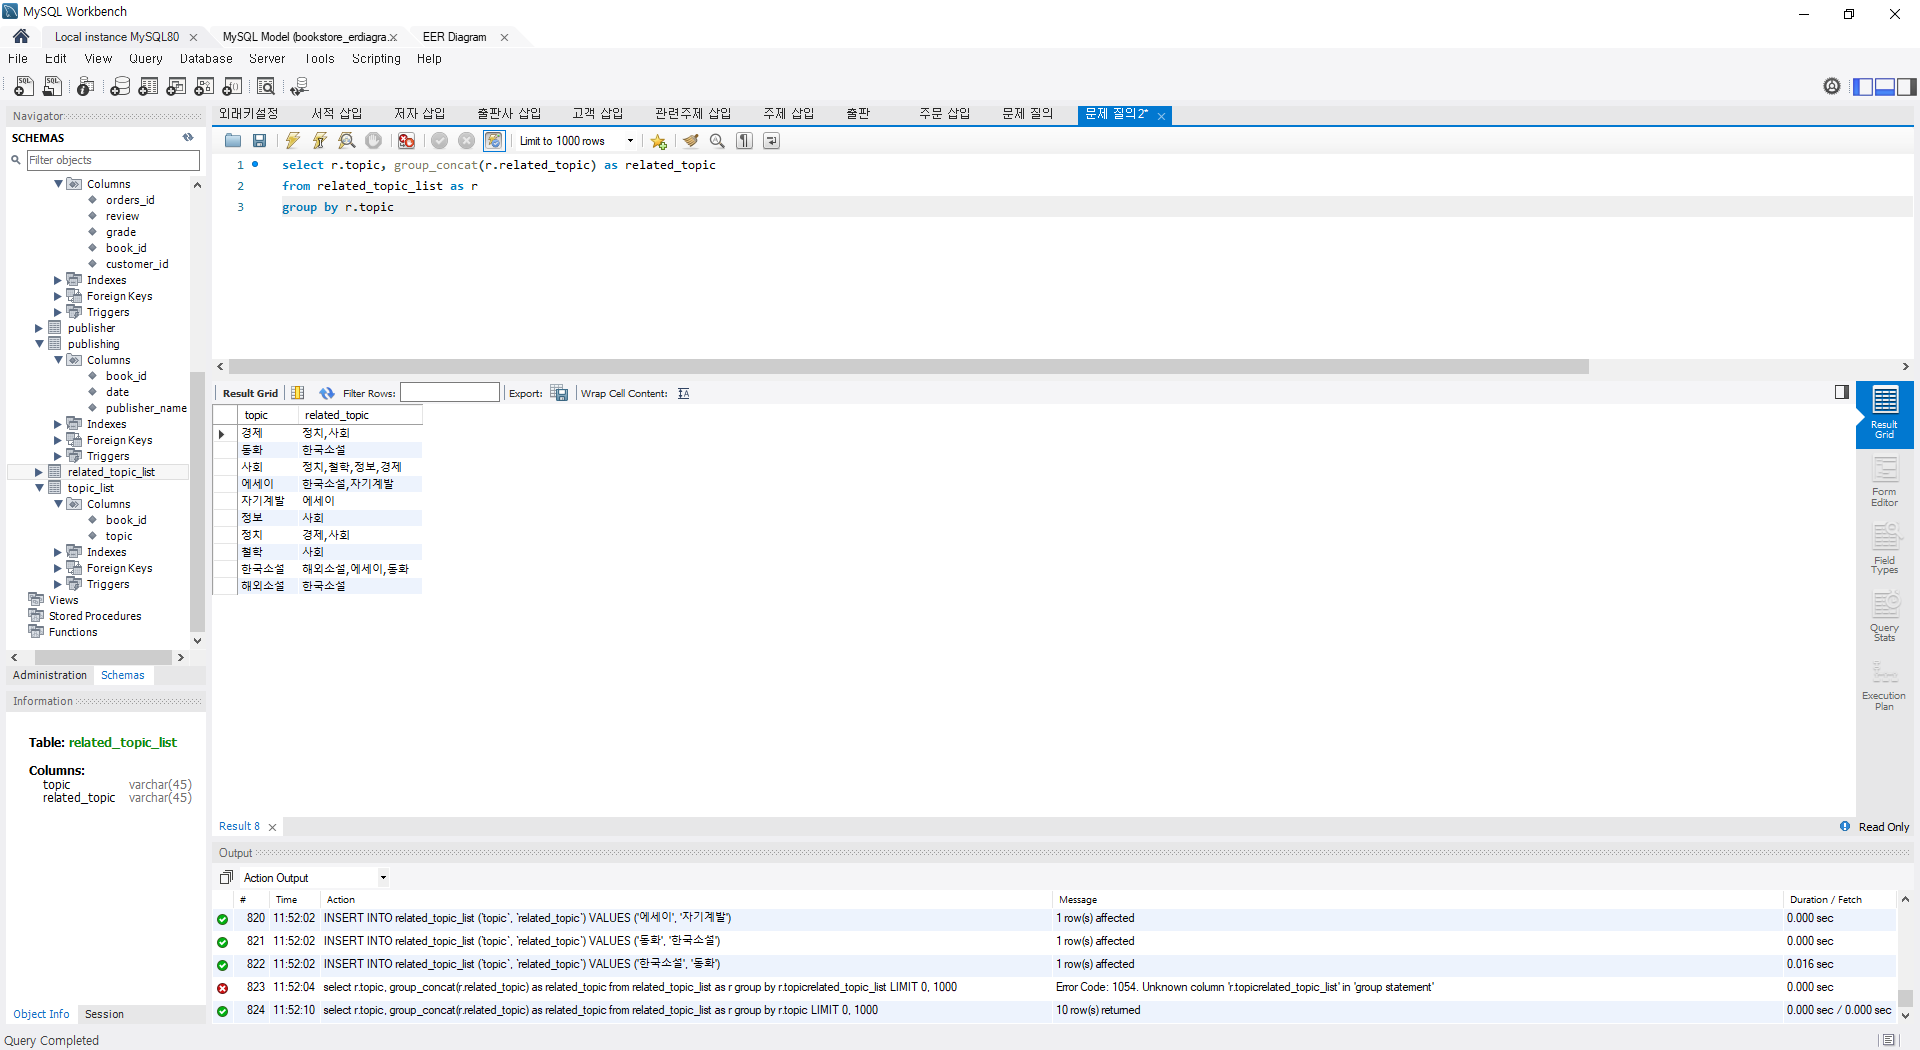 MySQL Workbench
Local instance MySQL80
MySQL Model (bookstore_erdiagra.
EER Diagram
File Edit View Query Database Server Tools Scripting Help
Navigator
SCHEMAS
Filter objects
Columns
orders_id
review
grade
book_id
customer_id
Indexes
Foreign Keys
Triggers
publisher
publishing
Columns
book_id
date
publisher_name
Indexes
Foreign Keys
Triggers
related_topic_list
topic_list
Columns
book_id
topic
Indexes
Foreign Keys
Triggers
Views
Stored Procedures
Functions
Administration Schemas
Information
Table: related_topic_list
Columns:
topic varchar(45)
related_topic varchar(45)
Object Info Session
외래키설정 서적 삽입 저자 삽입 출판사 삽입 고객 삽입 관련주제 삽입 주제 삽입 출판 주문 삽입 문제 질의 문제 질의2*
Limit to 1000 rows
1 select r.topic, group_concat(r.related_topic) as related_topic
2 from related_topic_list as r
3 group by r.topic
Result Grid Filter Rows: Export: Wrap Cell Content:
topic related_topic
경제 정치,사회
동화 한국소설
사회 정치,철학,정보,경제
에세이 한국소설,자기계발
자기계발 에세이
정보 사회
정치 경제,사회
철학 사회
한국소설 해외소설,에세이,동화
해외소설 한국소설
Result
Grid
Form
Editor
Field
Types
Query
Stats
Execution
Plan
Result 8
Read Only
Output
Action Output
# Time Action Message Duration / Fetch
820 11:52:02 INSERT INTO related_topic_list (`topic`, `related_topic`) VALUES ('에세이', '자기계발') 1 row(s) affected 0.000 sec
821 11:52:02 INSERT INTO related_topic_list (`topic`, `related_topic`) VALUES ('동화', '한국소설') 1 row(s) affected 0.000 sec
822 11:52:02 INSERT INTO related_topic_list (`topic`, `related_topic`) VALUES ('한국소설', '동화') 1 row(s) affected 0.016 sec
823 11:52:04 select r.topic, group_concat(r.related_topic) as related_topic from related_topic_list as r group by r.topicrelated_topic_list LIMIT 0, 1000 Error Code: 1054. Unknown column 'r.topicrelated_topic_list' in 'group statement' 0.000 sec
824 11:52:10 select r.topic, group_concat(r.related_topic) as related_topic from related_topic_list as r group by r.topic LIMIT 0, 1000 10 row(s) returned 0.000 sec / 0.000 sec
Query Completed